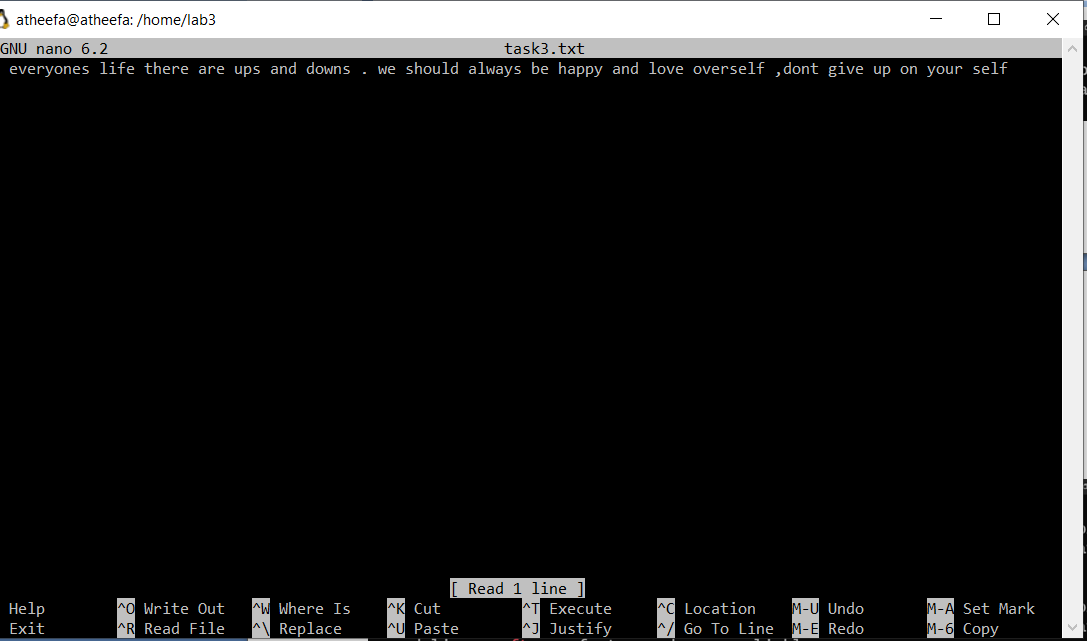 atheefa@atheefa: /home/lab3
GNU nano 6.2 task3.txt
everyones life there are ups and downs . we should always be happy and love overself ,dont give up on your self
[ Read 1 line ]
Help ^O Write Out ^W Where Is ^K Cut ^T Execute ^C Location M-U Undo M-A Set Mark
Exit ^R Read File ^\ Replace ^U Paste ^J Justify ^/ Go To Line M-E Redo M-6 Copy